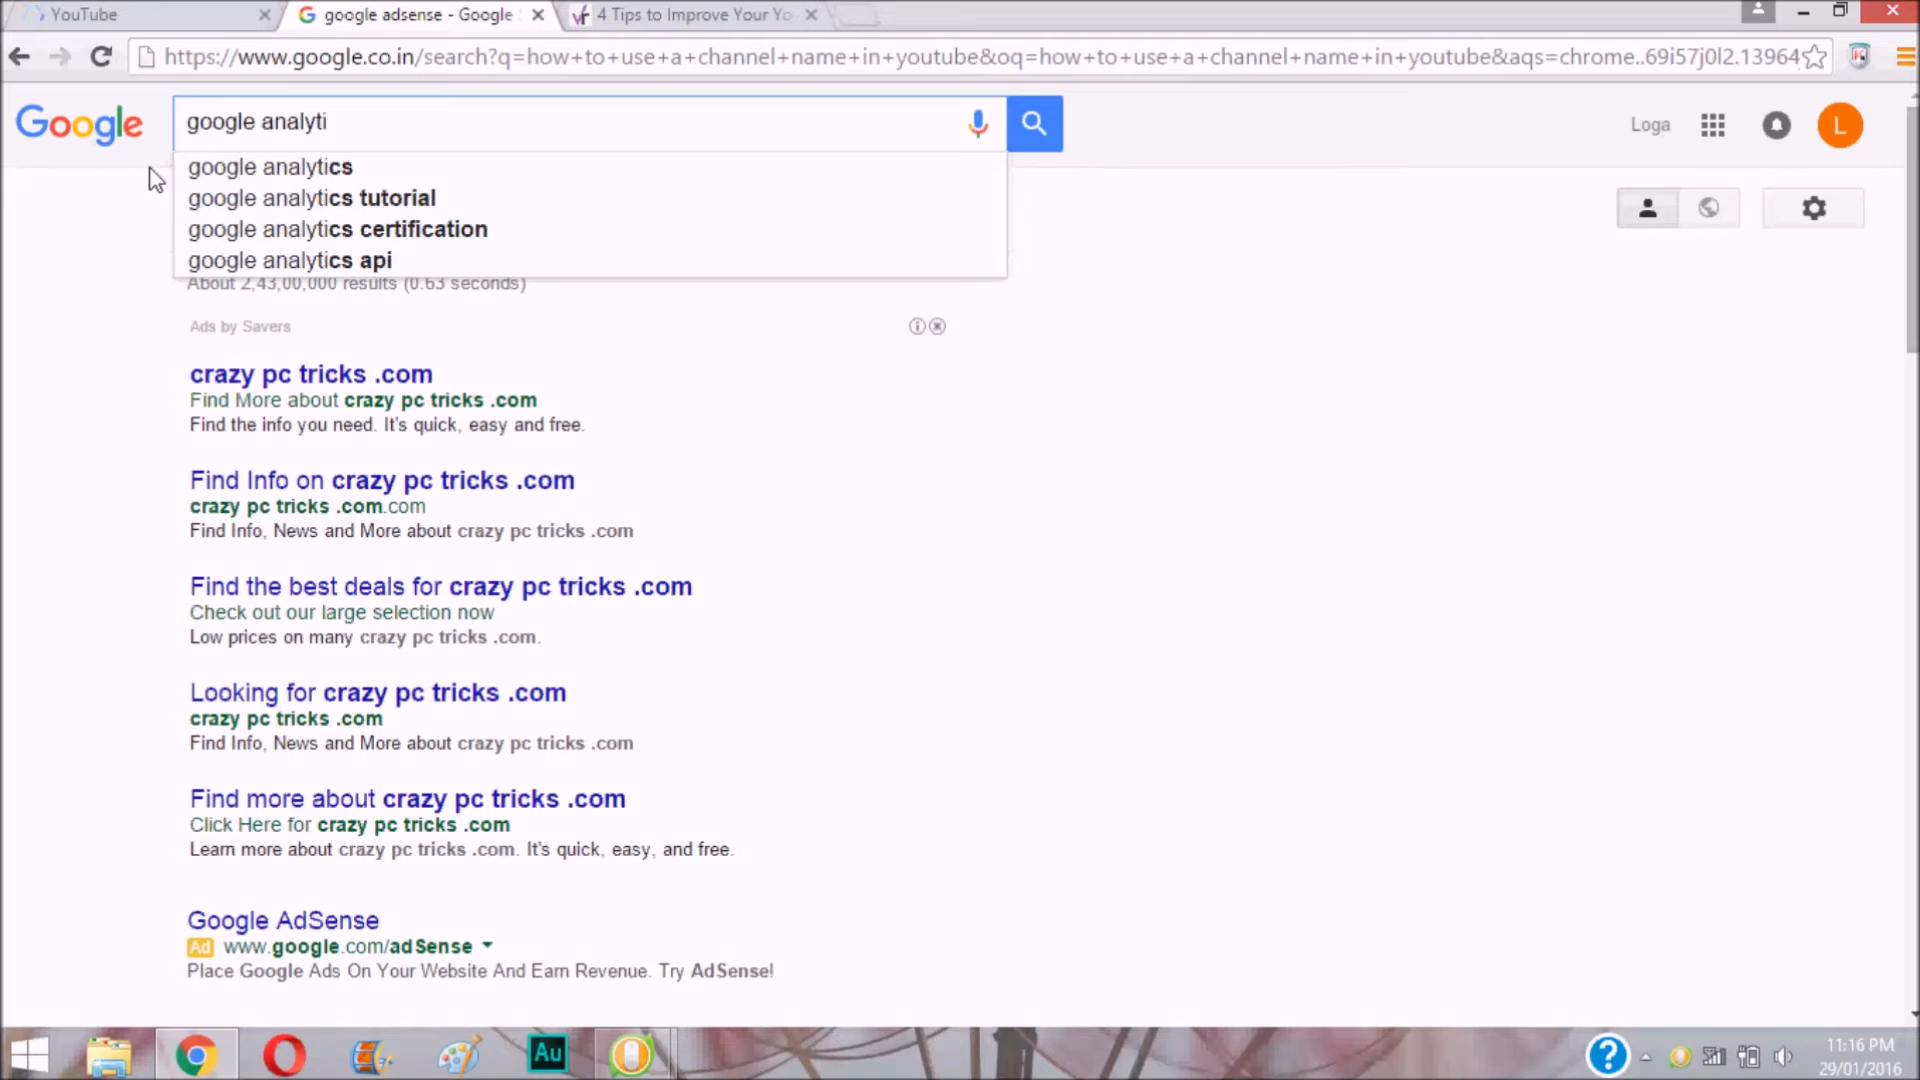 YouTube
google adsense - Google S
4 Tips to Improve Your Yo
https://www.google.co.in/search?q=how+to+use+a+channel+name+in+youtube&oq=how+to+use+a+channel+name+in+youtube&aqs=chrome..69i57j0l2.13964
Google
google analyti
Loga
L
google analytics
google analytics tutorial
google analytics certification
google analytics api
About 2,43,00,000 results (0.63 seconds)
Ads by Savers
crazy pc tricks .com
Find More about crazy pc tricks .com
Find the info you need. It's quick, easy and free.
Find Info on crazy pc tricks .com
crazy pc tricks .com.com
Find Info, News and More about crazy pc tricks .com
Find the best deals for crazy pc tricks .com
Check out our large selection now
Low prices on many crazy pc tricks .com.
Looking for crazy pc tricks .com
crazy pc tricks .com
Find Info, News and More about crazy pc tricks .com
Find more about crazy pc tricks .com
Click Here for crazy pc tricks .com
Learn more about crazy pc tricks .com. It's quick, easy, and free.
Google AdSense
Ad www.google.com/adSense
Place Google Ads On Your Website And Earn Revenue. Try AdSense!
Au
?
11:16 PM
29/01/2016